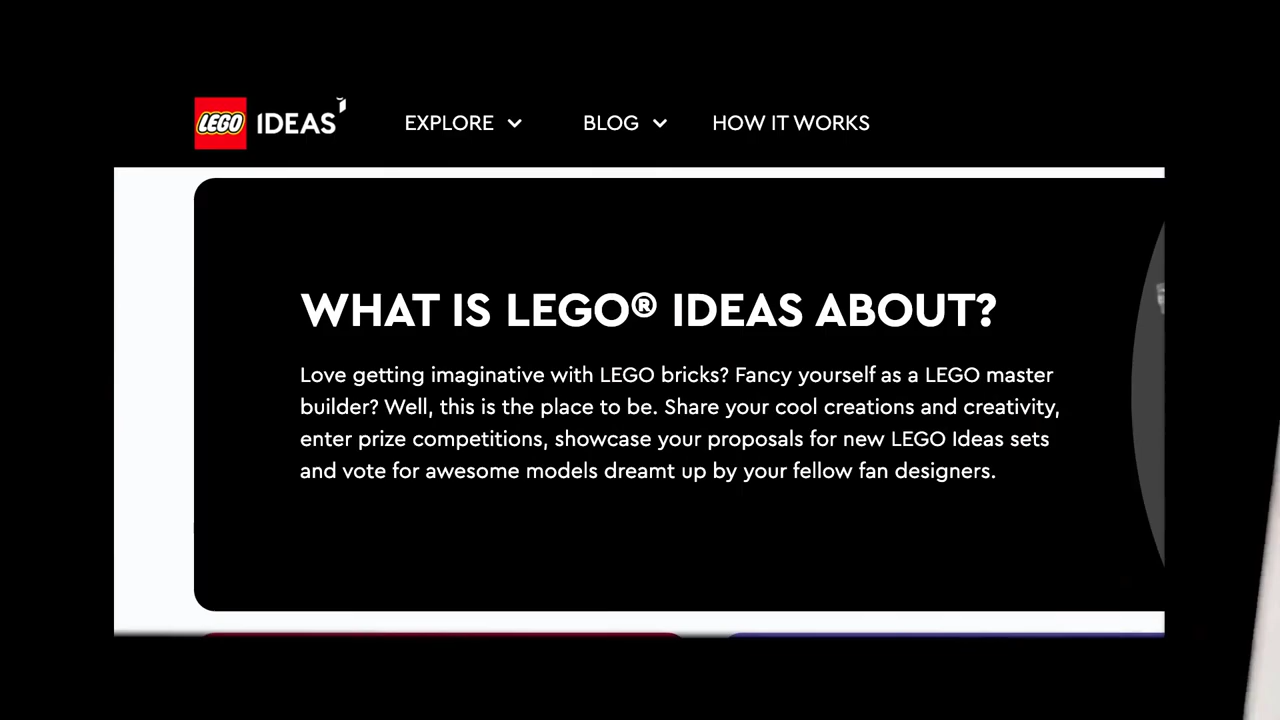 LEGO IDEAS EXPLORE BLOG HOW IT WORKS
WHAT IS LEGO® IDEAS ABOUT?
Love getting imaginative with LEGO bricks? Fancy yourself as a LEGO master
builder? Well, this is the place to be. Share your cool creations and creativity,
enter prize competitions, showcase your proposals for new LEGO Ideas sets
and vote for awesome models dreamt up by your fellow fan designers.